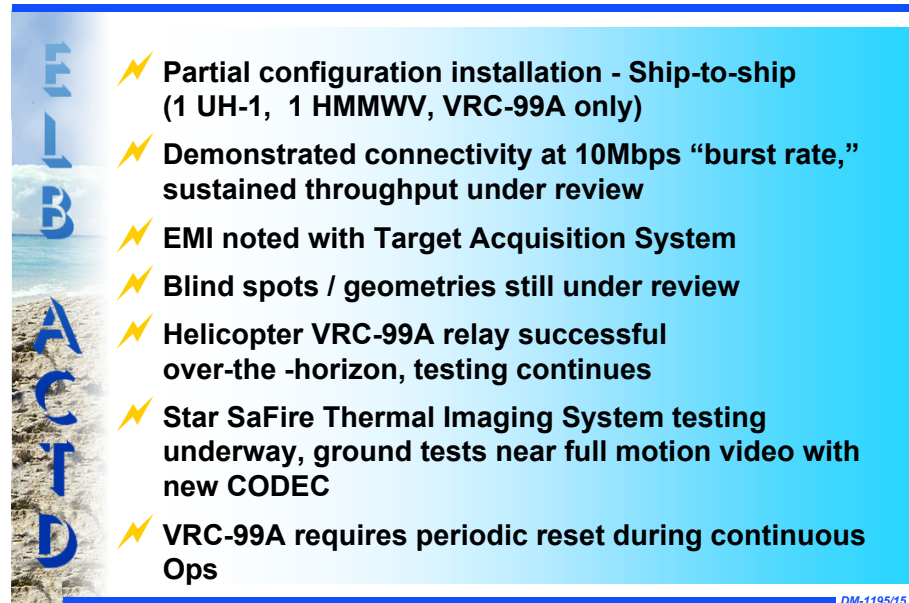 ELB ACTD
Partial configuration installation - Ship-to-ship
(1 UH-1, 1 HMMWV, VRC-99A only)
Demonstrated connectivity at 10Mbps “burst rate,”
sustained throughput under review
EMI noted with Target Acquisition System
Blind spots / geometries still under review
Helicopter VRC-99A relay successful
over-the -horizon, testing continues
Star SaFire Thermal Imaging System testing
underway, ground tests near full motion video with
new CODEC
VRC-99A requires periodic reset during continuous
Ops
DM-1195/15